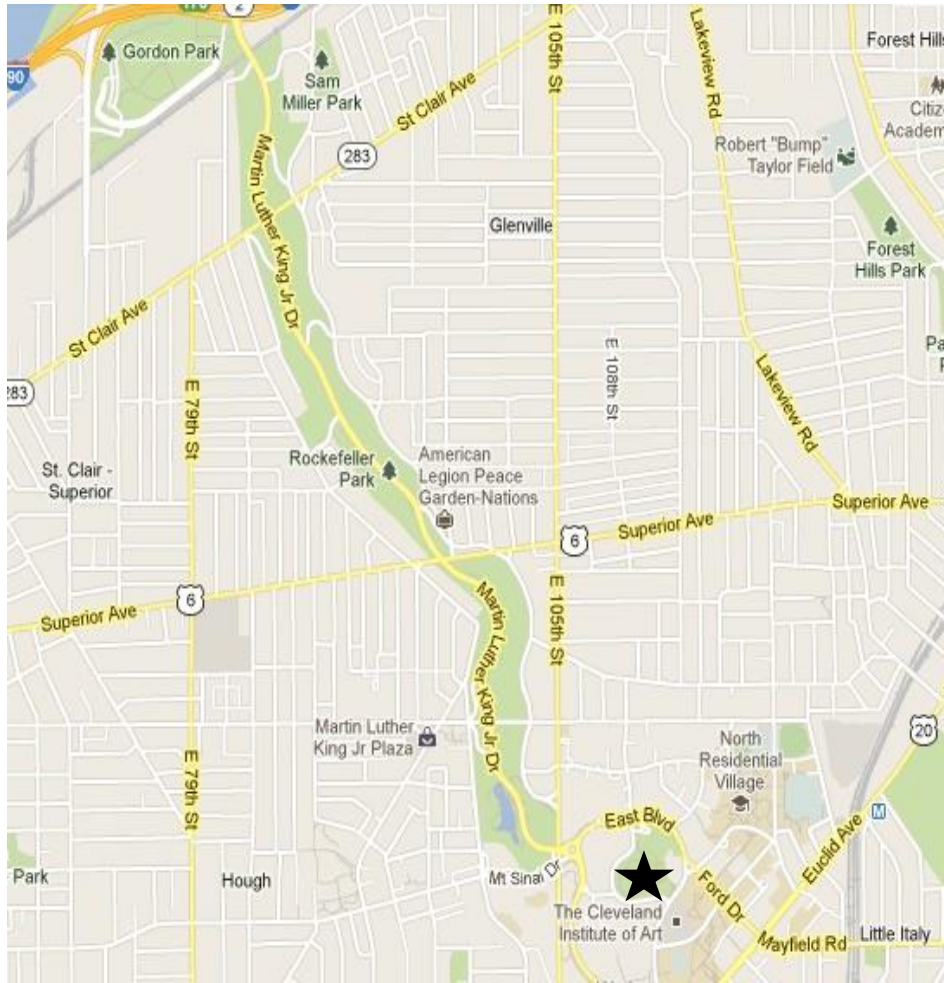 2
Gordon Park
90
Sam
Miller Park
St Clair Ave
283
E 105th St
Lakeview Rd
Forest Hills
Robert "Bump"
Taylor Field
Martin Luther King Jr Dr
Glenville
Forest
Hills Park
St Clair Ave
283
E 79th St
E 108th St
Lakeview Rd
St. Clair -
Superior
Rockefeller
Park
American
Legion Peace
Garden-Nations
Superior Ave
Superior Ave
6
6
Superior Ave
E 105th St
Martin Luther King Jr Dr
Martin Luther
King Jr Plaza
E 79th St
North
Residential
Village
20
M
East Blvd
Euclid Ave
Park
Hough
Mt Sinai Dr
Ford Dr
The Cleveland
Institute of Art
Mayfield Rd
Little Italy